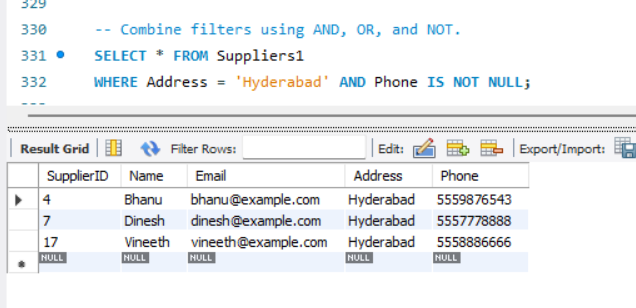 329
330 -- Combine filters using AND, OR, and NOT.
331 SELECT * FROM Suppliers1
332 WHERE Address = 'Hyderabad' AND Phone IS NOT NULL;
Result Grid Filter Rows: Edit: Export/Import:
SupplierID Name Email Address Phone
4 Bhanu bhanu@example.com Hyderabad 5559876543
7 Dinesh dinesh@example.com Hyderabad 5557778888
17 Vineeth vineeth@example.com Hyderabad 5558886666
NULL NULL NULL NULL NULL